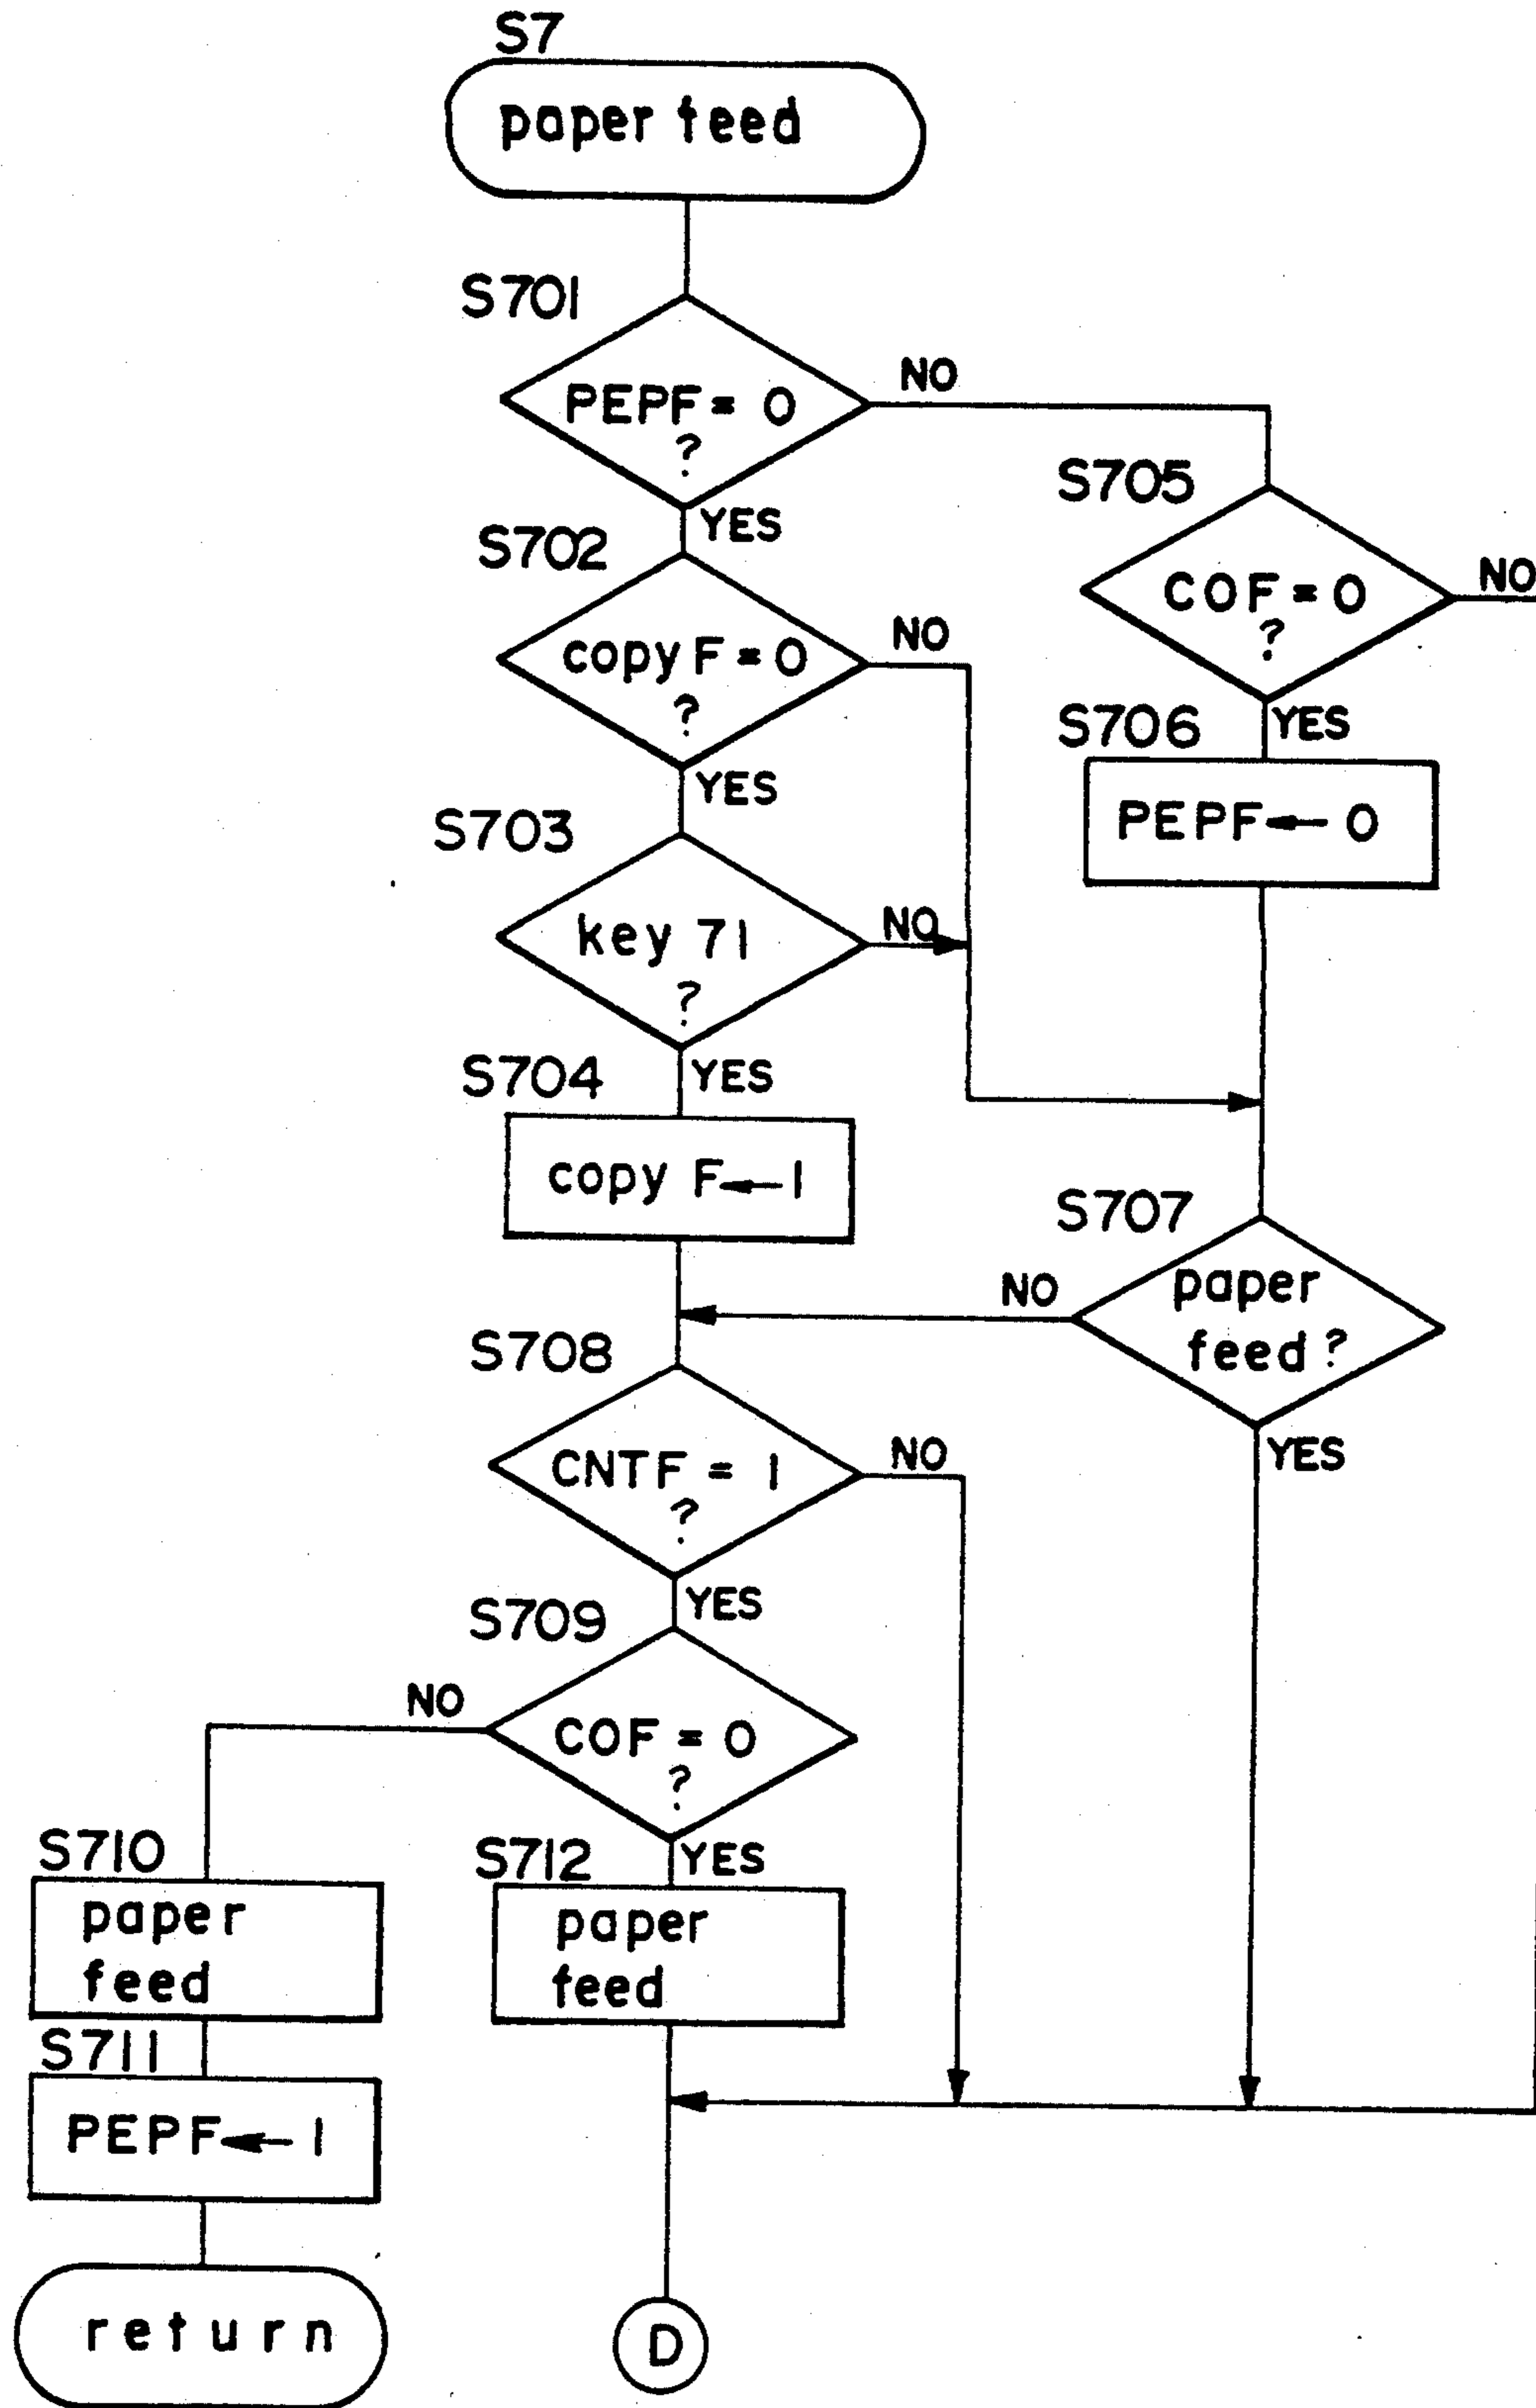 S7
paper feed
S701
PEPF = 0
?
NO
YES
S702
copy F = 0
?
NO
YES
S703
key 71
?
NO
YES
S704
copy F ← 1
S705
COF = 0
?
NO
YES
S706
PEPF ← 0
S707
paper
feed ?
NO
YES
S708
CNTF = 1
?
NO
YES
S709
COF = 0
?
NO
YES
S710
paper
feed
S711
PEPF ← 1
return
S712
paper
feed
D